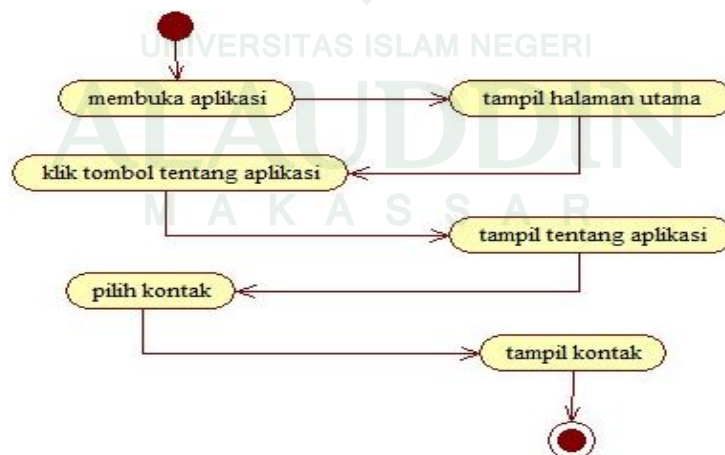 UNIVERSITAS ISLAM NEGERI
membuka aplikasi
tampil halaman utama
ALAUDDIN
klik tombol tentang aplikasi
MAKASSAR
tampil tentang aplikasi
pilih kontak
tampil kontak